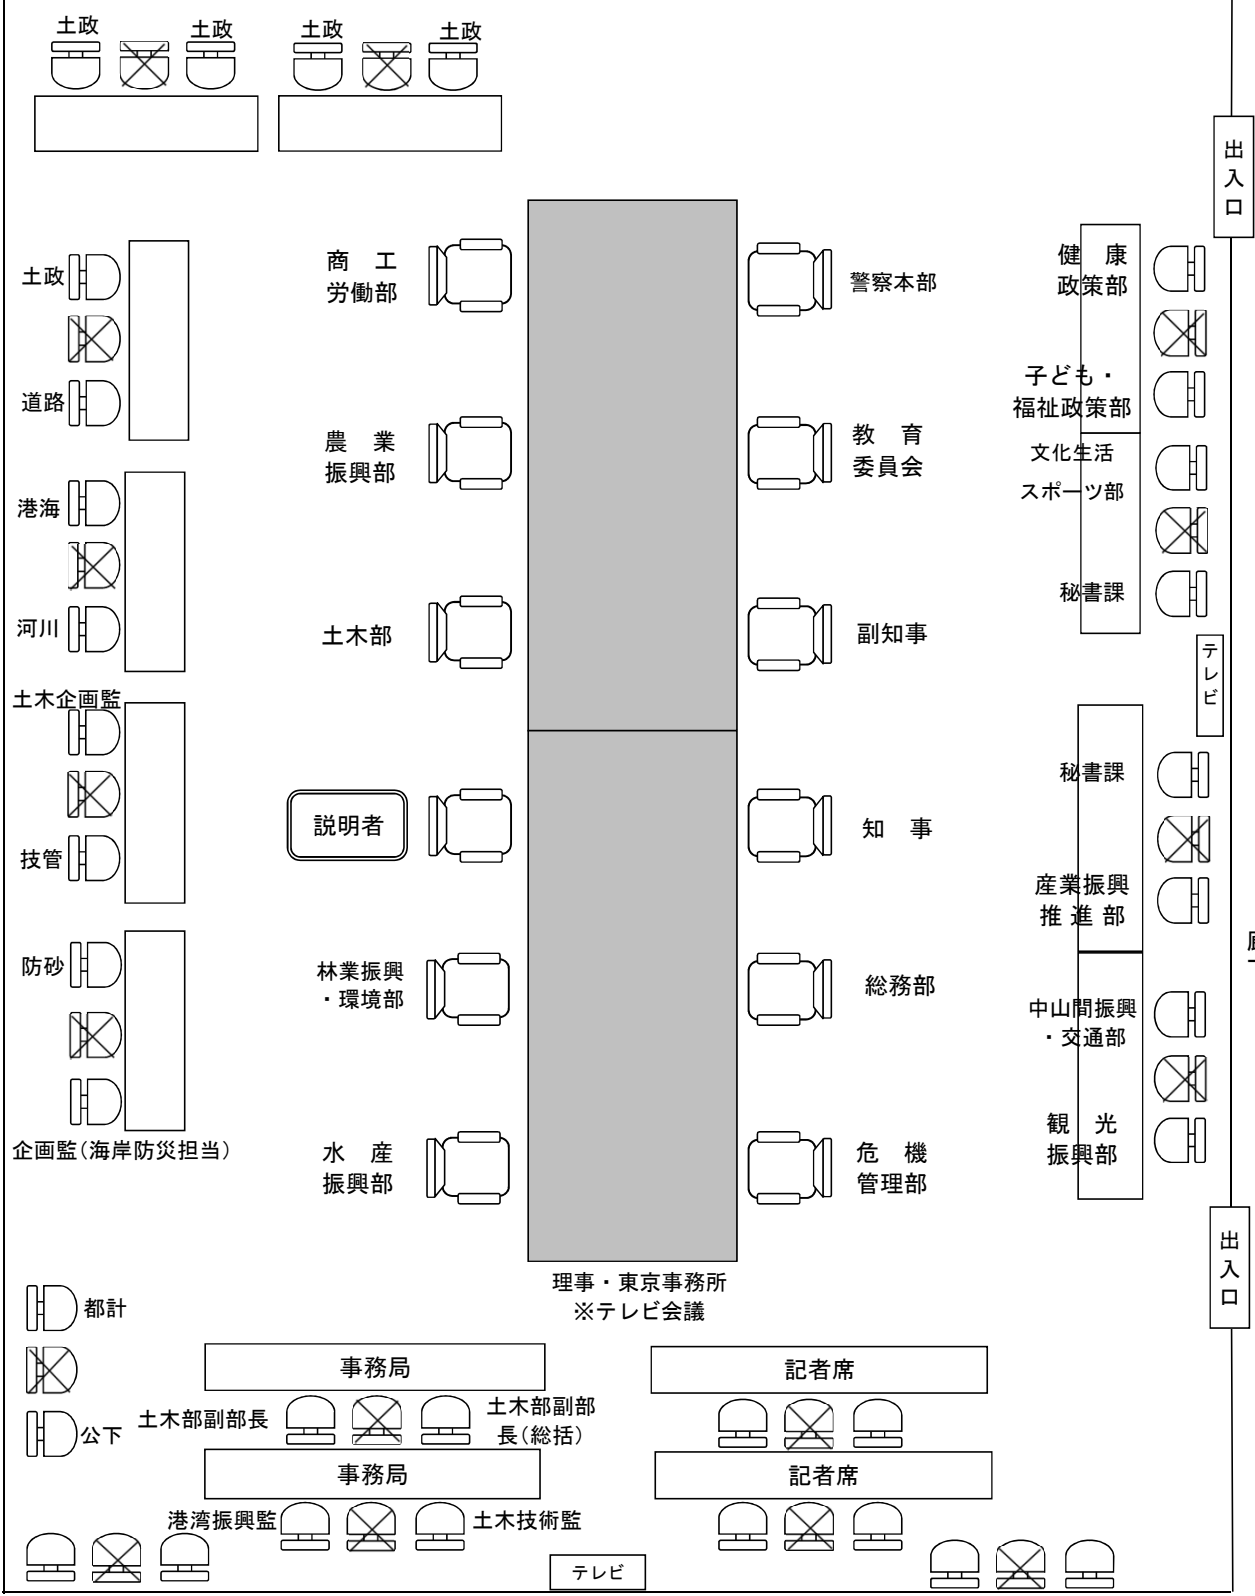 土政
土政
土政
土政
出入口
商　工
労働部
警察本部
健　康
政策部
土政
道路
子ども・
福祉政策部
農　業
振興部
教　育
委員会
文化生活
スポーツ部
港海
河川
秘書課
土木部
副知事
テレビ
土木企画監
技管
説明者
知　事
秘書課
産業振興
推進部
防砂
林業振興
・環境部
総務部
中山間振興
・交通部
企画監(海岸防災担当)
水　産
振興部
危　機
管理部
観　光
振興部
出入口
理事・東京事務所
※テレビ会議
都計
公下
事務局
記者席
土木部副部長
土木部副部
長(総括)
事務局
記者席
港湾振興監
土木技術監
テレビ